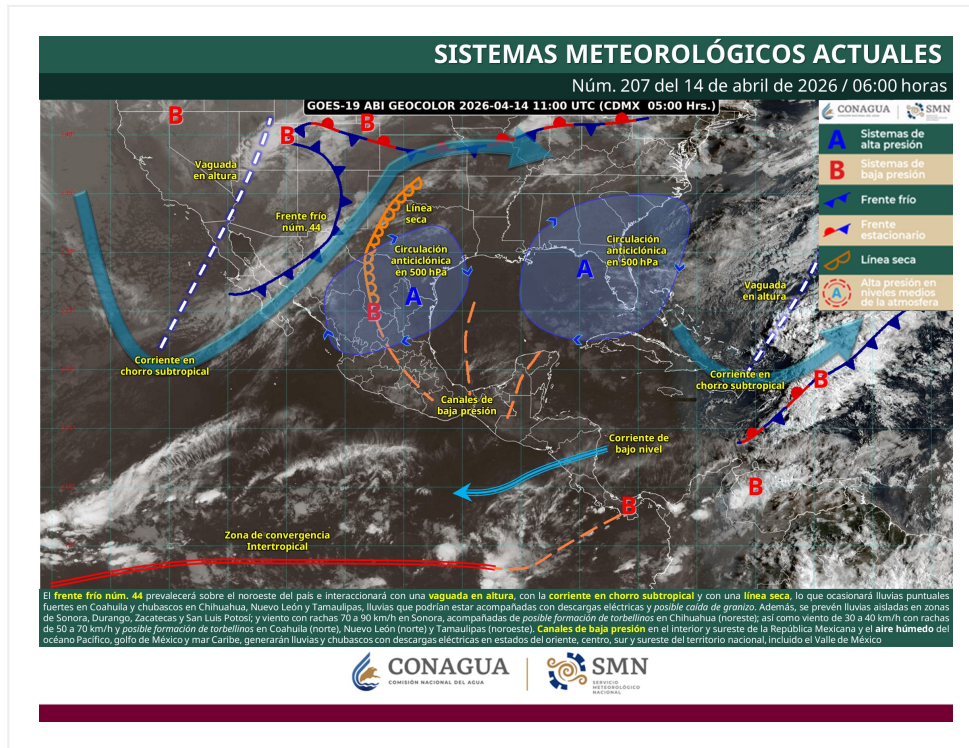 SISTEMAS METEOROLÓGICOS ACTUALES
Núm. 207 del 14 de abril de 2026 / 06:00 horas
GOES-19 ABI GEOCOLOR 2026-04-14 11:00 UTC (CDMX 05:00 Hrs.)
CONAGUA
COMISIÓN NACIONAL DEL AGUA
SMN
A
Sistemas de
alta presión
B
Sistemas de
baja presión
Frente frío
Frente
estacionario
Línea seca
A
Alta presión en
niveles medios
de la atmosfera
B
B
B
Vaguada
en altura
Frente frío
núm. 44
Línea
seca
Circulación
anticiclónica
en 500 hPa
A
B
Circulación
anticiclónica
en 500 hPa
A
Vaguada
en altura
Corriente en
chorro subtropical
Corriente en
chorro subtropical
B
Canales de
baja presión
Corriente de
bajo nivel
B
B
Zona de convergencia
Intertropical
El frente frío núm. 44 prevalecerá sobre el noroeste del país e interaccionará con una vaguada en altura, con la corriente en chorro subtropical y con una línea seca, lo que ocasionará lluvias puntuales
fuertes en Coahuila y chubascos en Chihuahua, Nuevo León y Tamaulipas, lluvias que podrían estar acompañadas con descargas eléctricas y posible caída de granizo. Además, se prevén lluvias aisladas en zonas
de Sonora, Durango, Zacatecas y San Luis Potosí; y viento con rachas 70 a 90 km/h en Sonora, acompañadas de posible formación de torbellinos en Chihuahua (noreste); así como viento de 30 a 40 km/h con rachas
de 50 a 70 km/h y posible formación de torbellinos en Coahuila (norte), Nuevo León (norte) y Tamaulipas (noroeste). Canales de baja presión en el interior y sureste de la República Mexicana y el aire húmedo del
océano Pacífico, golfo de México y mar Caribe, generarán lluvias y chubascos con descargas eléctricas en estados del oriente, centro, sur y sureste del territorio nacional, incluido el Valle de México
CONAGUA
COMISIÓN NACIONAL DEL AGUA
SMN
SERVICIO
METEOROLÓGICO
NACIONAL